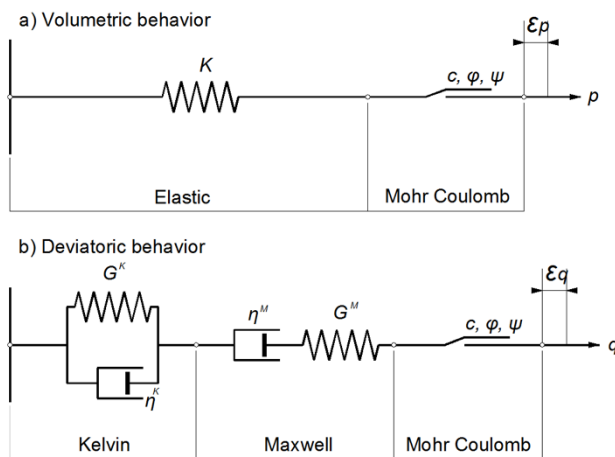 a) Volumetric behavior
εp
K
c, φ, ψ
p
Elastic
Mohr Coulomb
b) Deviatoric behavior
G^K
εq
η^M
G^M
c, φ, ψ
q
η^K
Kelvin
Maxwell
Mohr Coulomb